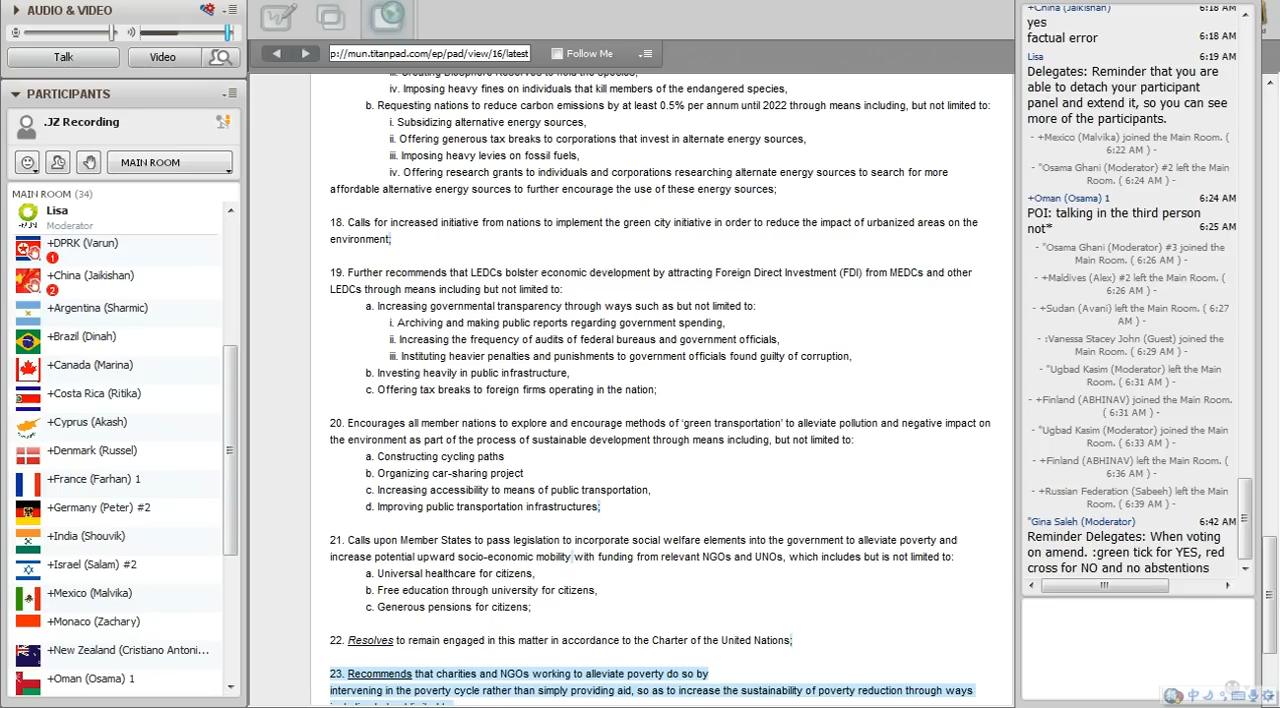 AUDIO & VIDEO
Talk
Video
PARTICIPANTS
.JZ Recording
MAIN ROOM
MAIN ROOM (34)
Lisa
Moderator
+DPRK (Varun)
1
+China (Jaikishan)
2
+Argentina (Sharmic)
+Brazil (Dinah)
+Canada (Marina)
+Costa Rica (Ritika)
+Cyprus (Akash)
+Denmark (Russel)
+France (Farhan) 1
+Germany (Peter) #2
+India (Shouvik)
+Israel (Salam) #2
+Mexico (Malvika)
+Monaco (Zachary)
+New Zealand (Cristiano Antoni...
+Oman (Osama) 1
p://mun.titanpad.com/ep/pad/view/16/latest
Follow Me
iii. Creating Biosphere Reserves to hold the species,
iv. Imposing heavy fines on individuals that kill members of the endangered species,
b. Requesting nations to reduce carbon emissions by at least 0.5% per annum until 2022 through means including, but not limited to:
i. Subsidizing alternative energy sources,
ii. Offering generous tax breaks to corporations that invest in alternate energy sources,
iii. Imposing heavy levies on fossil fuels,
iv. Offering research grants to individuals and corporations researching alternate energy sources to search for more
affordable alternative energy sources to further encourage the use of these energy sources;
18. Calls for increased initiative from nations to implement the green city initiative in order to reduce the impact of urbanized areas on the
environment;
19. Further recommends that LEDCs bolster economic development by attracting Foreign Direct Investment (FDI) from MEDCs and other
LEDCs through means including but not limited to:
a. Increasing governmental transparency through ways such as but not limited to:
i. Archiving and making public reports regarding government spending,
ii. Increasing the frequency of audits of federal bureaus and government officials,
iii. Instituting heavier penalties and punishments to government officials found guilty of corruption,
b. Investing heavily in public infrastructure,
c. Offering tax breaks to foreign firms operating in the nation;
20. Encourages all member nations to explore and encourage methods of ‘green transportation’ to alleviate pollution and negative impact on
the environment as part of the process of sustainable development through means including, but not limited to:
a. Constructing cycling paths
b. Organizing car-sharing project
c. Increasing accessibility to means of public transportation,
d. Improving public transportation infrastructures;
21. Calls upon Member States to pass legislation to incorporate social welfare elements into the government to alleviate poverty and
increase potential upward socio-economic mobility with funding from relevant NGOs and UNOs, which includes but is not limited to:
a. Universal healthcare for citizens,
b. Free education through university for citizens,
c. Generous pensions for citizens;
22. Resolves to remain engaged in this matter in accordance to the Charter of the United Nations;
23. Recommends that charities and NGOs working to alleviate poverty do so by
intervening in the poverty cycle rather than simply providing aid, so as to increase the sustainability of poverty reduction through ways
+China (Jaikishan) 6:18 AM
yes
factual error 6:18 AM
Lisa 6:19 AM
Delegates: Reminder that you are
able to detach your participant
panel and extend it, so you can see
more of the participants.
- +Mexico (Malvika) joined the Main Room. (
6:22 AM ) -
- "Osama Ghani (Moderator) #2 left the Main
Room. ( 6:24 AM ) -
+Oman (Osama) 1 6:24 AM
POI: talking in the third person
not* 6:25 AM
- "Osama Ghani (Moderator) #3 joined the
Main Room. ( 6:26 AM ) -
- +Maldives (Alex) #2 left the Main Room. (
6:26 AM ) -
- +Sudan (Avani) left the Main Room. ( 6:27
AM ) -
- :Vanessa Stacey John (Guest) joined the
Main Room. ( 6:29 AM ) -
- "Ugbad Kasim (Moderator) left the Main
Room. ( 6:31 AM ) -
- +Finland (ABHINAV) joined the Main Room.
( 6:31 AM ) -
- "Ugbad Kasim (Moderator) joined the Main
Room. ( 6:33 AM ) -
- +Finland (ABHINAV) left the Main Room. (
6:36 AM ) -
- +Russian Federation (Sabeeh) left the Main
Room. ( 6:39 AM ) -
"Gina Saleh (Moderator) 6:42 AM
Reminder Delegates: When voting
on amend. :green tick for YES, red
cross for NO and no abstentions
中